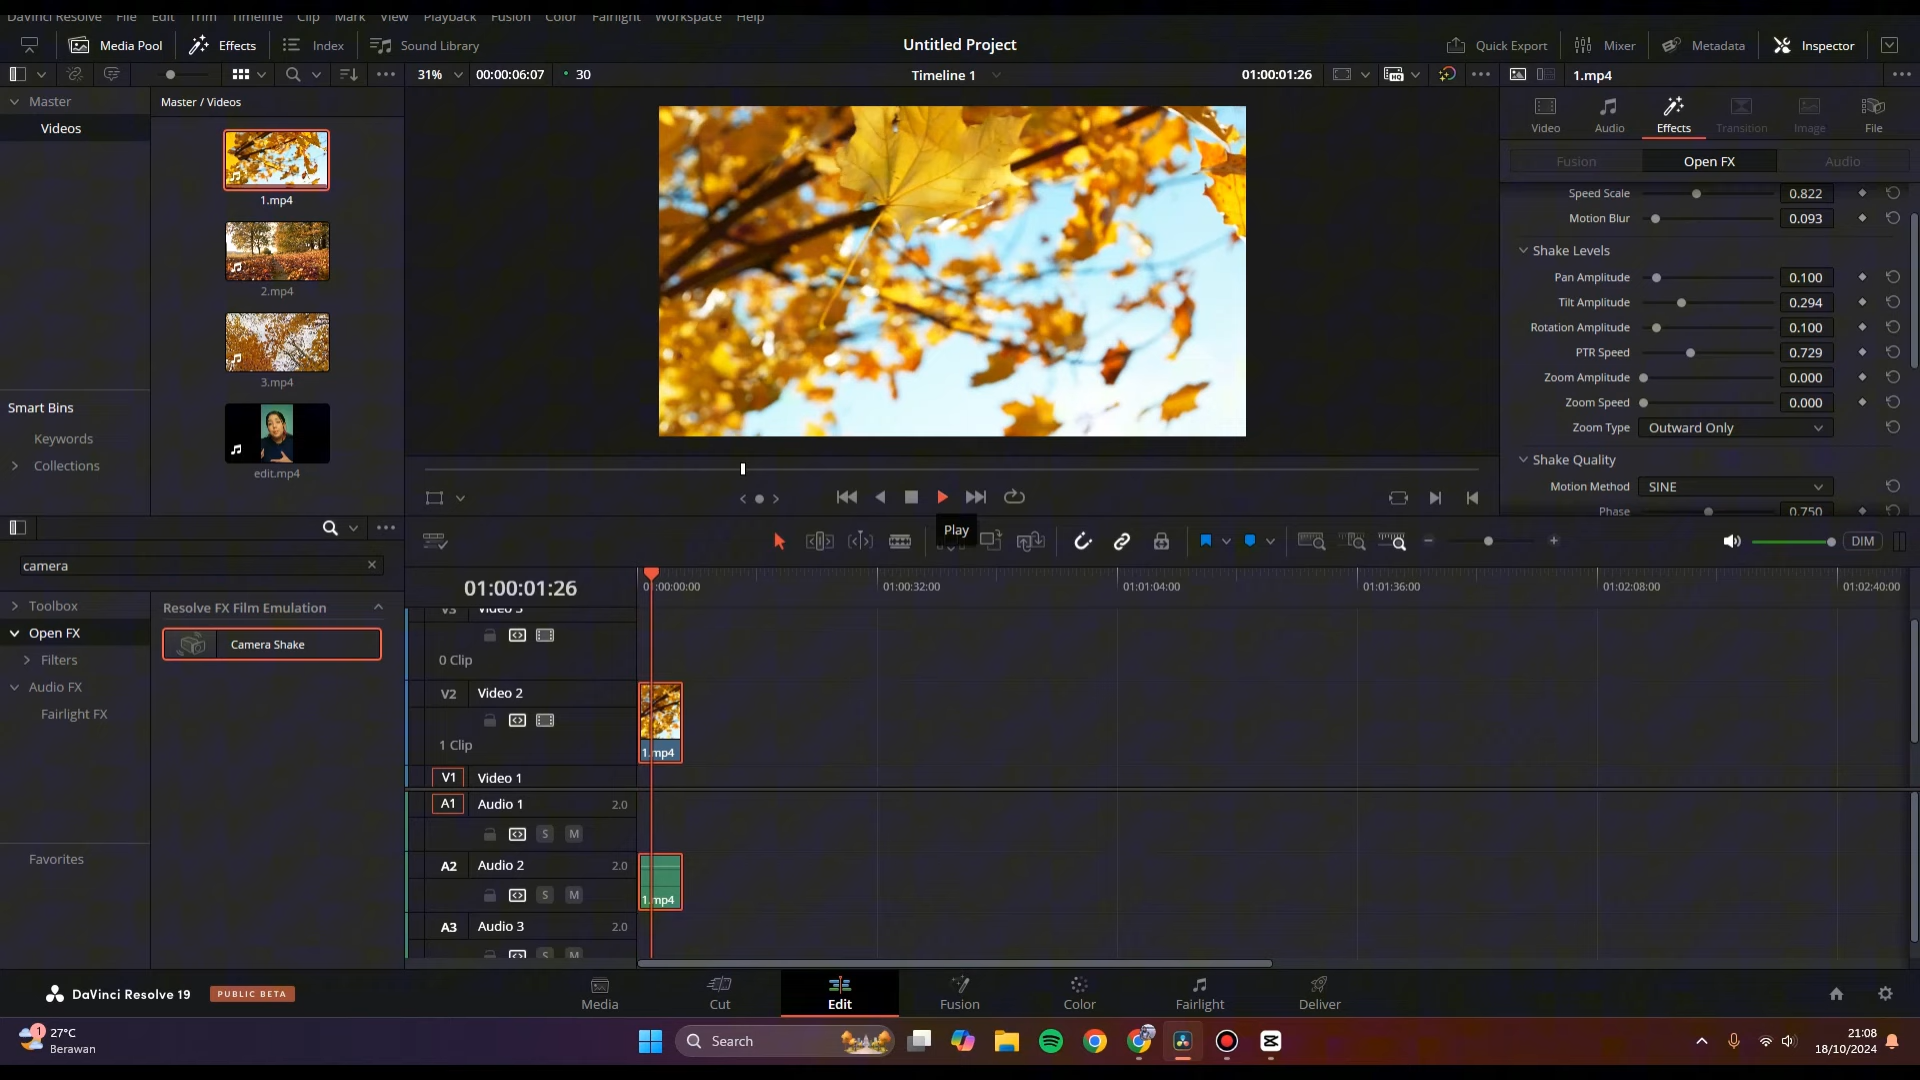 DaVinci Resolve File Edit Trim Timeline Clip Mark View Playback Fusion Color Fairlight Workspace Help
Media Pool Effects Index Sound Library Untitled Project Quick Export Mixer Metadata Inspector
31% 00:00:06:07 30 Timeline 1 01:00:01:26 1.mp4
Master
Videos
Master / Videos
1.mp4
2.mp4
3.mp4
edit.mp4
Smart Bins
Keywords
Collections
Video Audio Effects Transition Image File
Fusion Open FX Audio
Speed Scale 0.822
Motion Blur 0.093
Shake Levels
Pan Amplitude 0.100
Tilt Amplitude 0.294
Rotation Amplitude 0.100
PTR Speed 0.729
Zoom Amplitude 0.000
Zoom Speed 0.000
Zoom Type Outward Only
Shake Quality
Motion Method SINE
Phase 0.750
Play
DIM
camera
Toolbox
Open FX
Filters
Audio FX
Fairlight FX
Favorites
Resolve FX Film Emulation
Camera Shake
01:00:01:26
01:00:00:00 01:00:32:00 01:01:04:00 01:01:36:00 01:02:08:00 01:02:40:00
V3 Video 3
0 Clip
V2 Video 2
1 Clip
1.mp4
V1 Video 1
A1 Audio 1 2.0
S M
A2 Audio 2 2.0
S M
1.mp4
A3 Audio 3 2.0
S M
DaVinci Resolve 19 PUBLIC BETA
Media Cut Edit Fusion Color Fairlight Deliver
1
27°C
Berawan
Search
21:08
18/10/2024